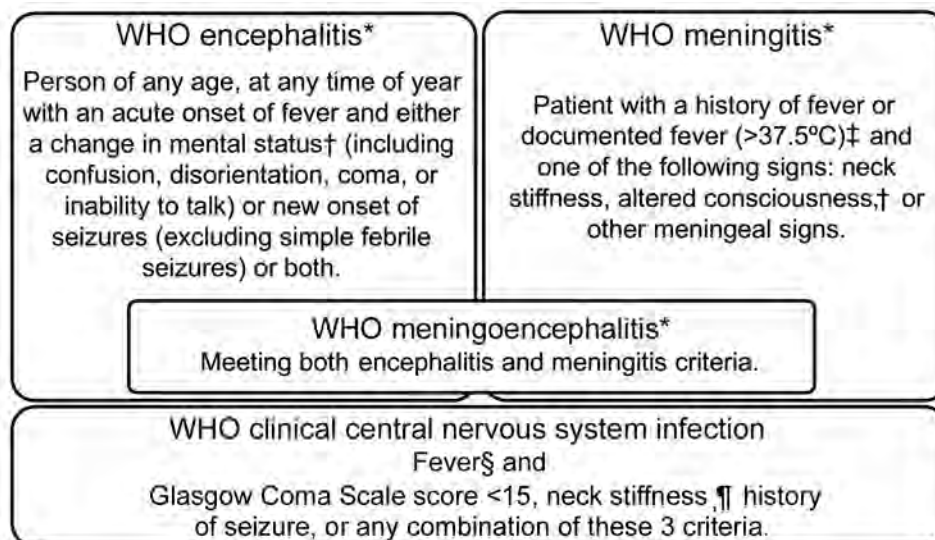 WHO encephalitis*
Person of any age, at any time of year
with an acute onset of fever and either
a change in mental status† (including
confusion, disorientation, coma, or
inability to talk) or new onset of
seizures (excluding simple febrile
seizures) or both.
WHO meningitis*
Patient with a history of fever or
documented fever (>37.5ºC)‡ and
one of the following signs: neck
stiffness, altered consciousness,† or
other meningeal signs.
WHO meningoencephalitis*
Meeting both encephalitis and meningitis criteria.
WHO clinical central nervous system infection
Fever§ and
Glasgow Coma Scale score <15, neck stiffness,¶ history
of seizure, or any combination of these 3 criteria.